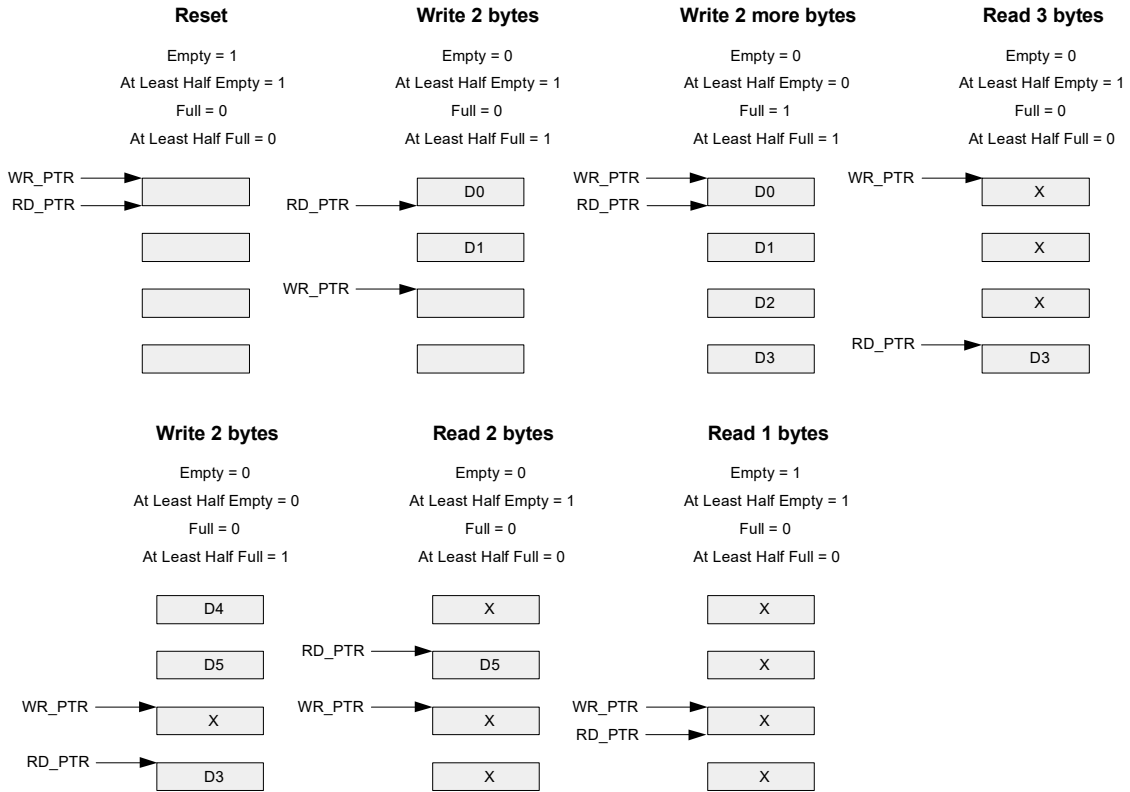 Reset
Empty = 1
At Least Half Empty = 1
Full = 0
At Least Half Full = 0
WR_PTR
RD_PTR
Write 2 bytes
Empty = 0
At Least Half Empty = 1
Full = 0
At Least Half Full = 1
D0
RD_PTR
D1
WR_PTR
Write 2 more bytes
Empty = 0
At Least Half Empty = 0
Full = 1
At Least Half Full = 1
WR_PTR
D0
RD_PTR
D1
D2
D3
Read 3 bytes
Empty = 0
At Least Half Empty = 1
Full = 0
At Least Half Full = 0
WR_PTR
X
X
X
RD_PTR
D3
Write 2 bytes
Empty = 0
At Least Half Empty = 0
Full = 0
At Least Half Full = 1
D4
D5
WR_PTR
X
RD_PTR
D3
Read 2 bytes
Empty = 0
At Least Half Empty = 1
Full = 0
At Least Half Full = 0
X
RD_PTR
D5
WR_PTR
X
X
Read 1 bytes
Empty = 1
At Least Half Empty = 1
Full = 0
At Least Half Full = 0
X
X
WR_PTR
X
RD_PTR
X